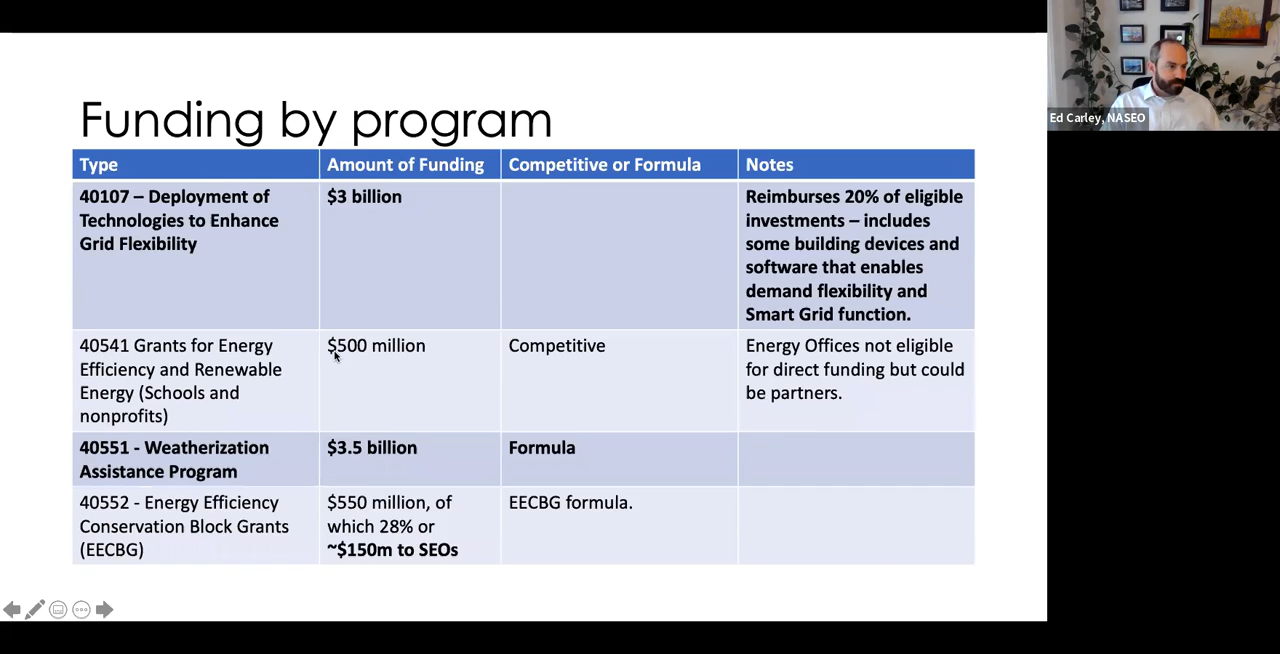 Funding by program
Type
Amount of Funding
Competitive or Formula
Notes
40107 – Deployment of
Technologies to Enhance
Grid Flexibility
$3 billion
Reimburses 20% of eligible
investments – includes
some building devices and
software that enables
demand flexibility and
Smart Grid function.
40541 Grants for Energy
Efficiency and Renewable
Energy (Schools and
nonprofits)
$500 million
Competitive
Energy Offices not eligible
for direct funding but could
be partners.
40551 - Weatherization
Assistance Program
$3.5 billion
Formula
40552 - Energy Efficiency
Conservation Block Grants
(EECBG)
$550 million, of
which 28% or
~$150m to SEOs
EECBG formula.
Ed Carley, NASEO